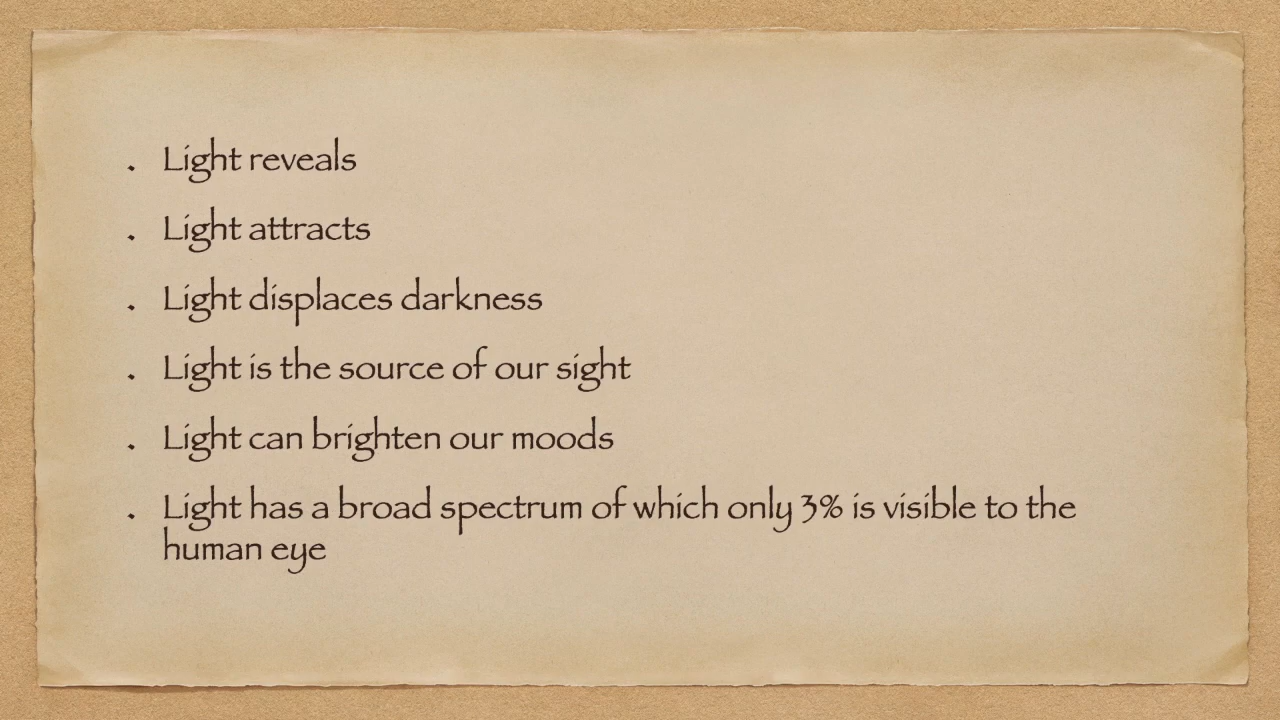 . Light reveals
. Light attracts
. Light displaces darkness
. Light is the source of our sight
. Light can brighten our moods
. Light has a broad spectrum of which only 3% is visible to the
human eye